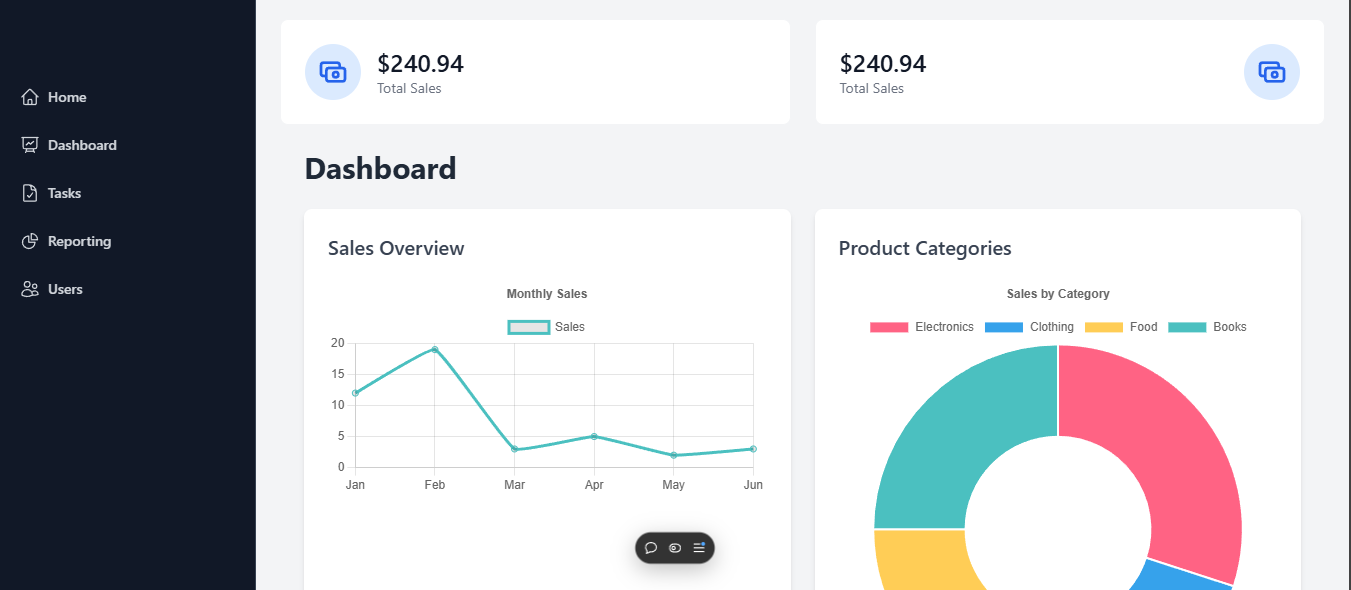 Home
Dashboard
Tasks
Reporting
Users
$240.94
Total Sales
$240.94
Total Sales
Dashboard
Sales Overview
Monthly Sales
Sales
20
15
10
5
0
Jan Feb Mar Apr May Jun
Product Categories
Sales by Category
Electronics Clothing Food Books